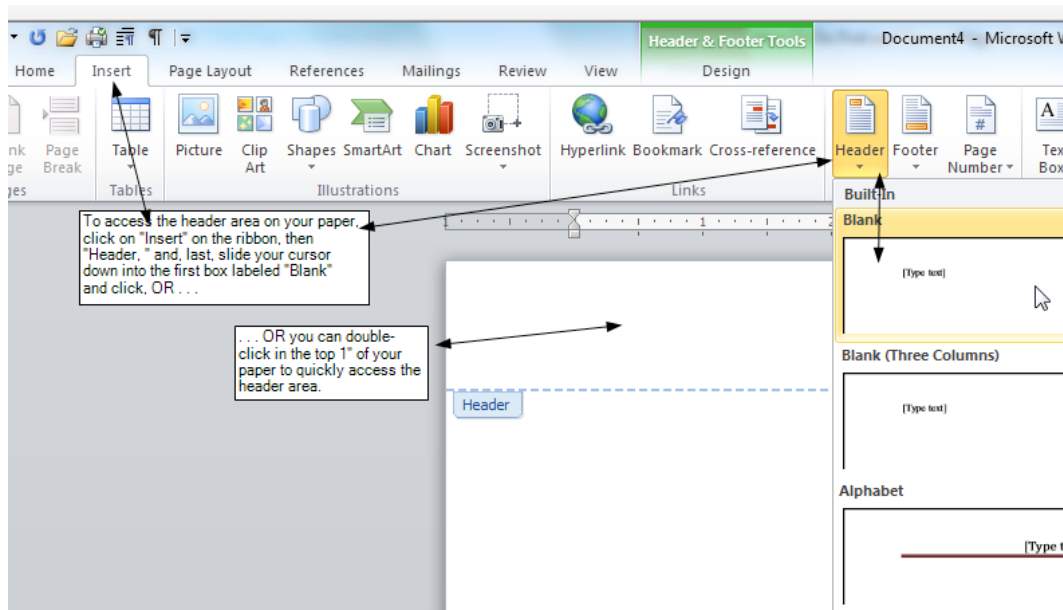 Header & Footer Tools
Document4 - Microsoft W
Home Insert Page Layout References Mailings Review View Design
nk Page Table Picture Clip Shapes SmartArt Chart Screenshot Hyperlink Bookmark Cross-reference Header Footer Page A Tex
ge Break Art Number # Box
ges Tables Illustrations Links
Built-In
Blank
[Type text]
Blank (Three Columns)
[Type text]
Alphabet
[Type t
To access the header area on your paper,
click on "Insert" on the ribbon, then
"Header, " and, last, slide your cursor
down into the first box labeled "Blank"
and click, OR . . .
1
2
. . . OR you can double-
click in the top 1" of your
paper to quickly access the
header area.
Header